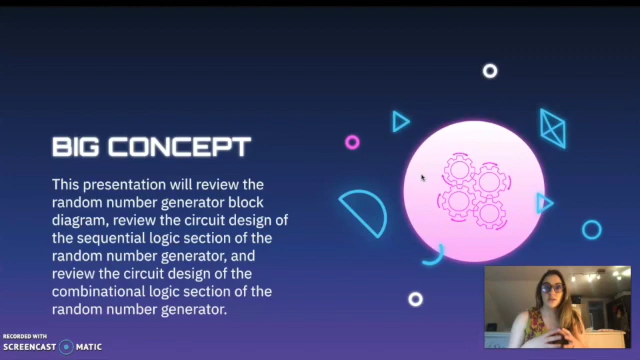 BIG CONCEPT
This presentation will review the
random number generator block
diagram, review the circuit design of
the sequential logic section of the
random number generator, and
review the circuit design of the
combinational logic section of the
random number generator.
RECORDED WITH
SCREENCAST MATIC